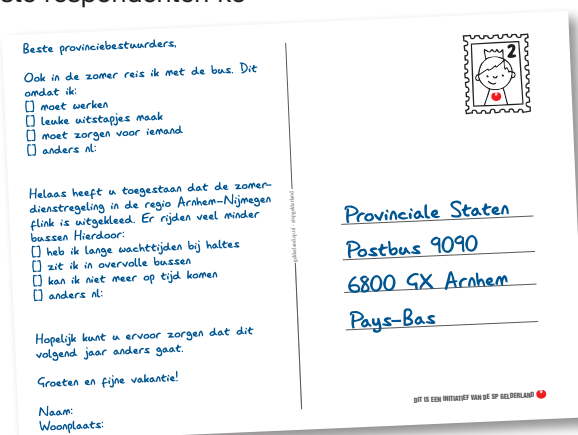 Beste provinciebestuurders,
Ook in de zomer reis ik met de bus. Dit
omdat ik:
[] moet werken
[] leuke uitstapjes maak
[] moet zorgen voor iemand
[] anders nl:
Helaas heeft u toegestaan dat de zomer-
dienstregeling in de regio Arnhem-Nijmegen
flink is uitgekleed. Er rijden veel minder
bussen Hierdoor:
[] heb ik lange wachttijden bij haltes
[] zit ik in overvolle bussen
[] kan ik niet meer op tijd komen
[] anders nl:
Hopelijk kunt u ervoor zorgen dat dit
volgend jaar anders gaat.
Groeten en fijne vakantie!
Naam:
Woonplaats:
2
Provinciale Staten
Postbus 9090
6800 GX Arnhem
Pays-Bas
DIT IS EEN INITIATIEF VAN DE SP GELDERLAND